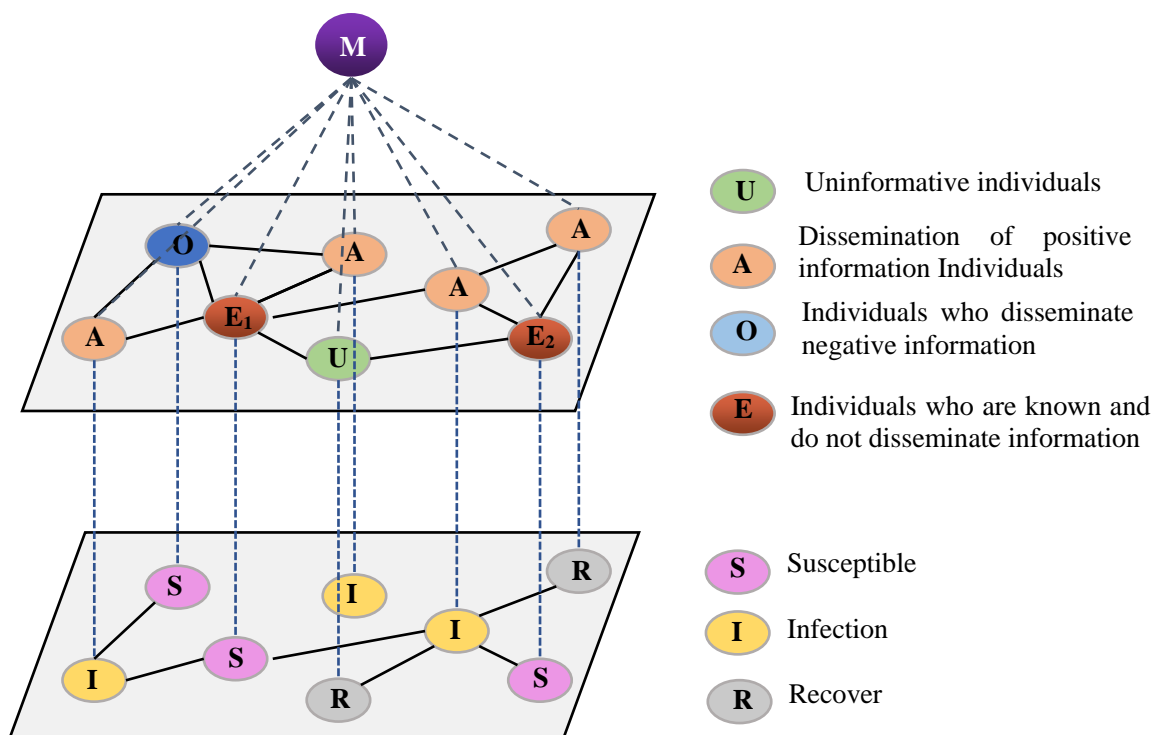 M
O
A
A
A
E₁
A
U
E₂
S
R
I
I
S
I
S
R
U Uninformative individuals
A Dissemination of positive
information Individuals
O Individuals who disseminate
negative information
E Individuals who are known and
do not disseminate information
S Susceptible
I Infection
R Recover